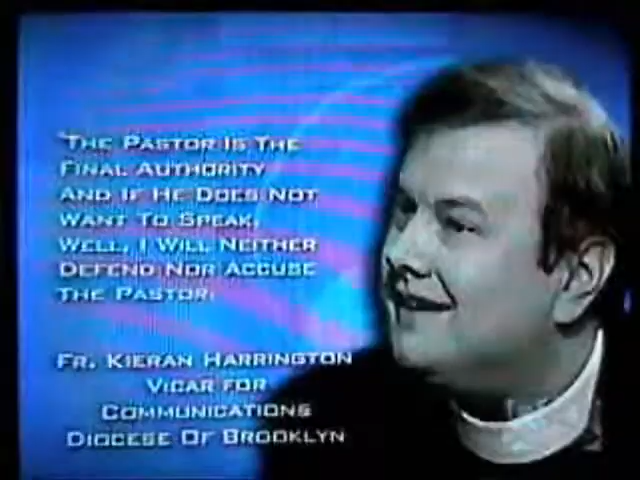 "The Pastor Is The
Final Authority
And If He Does Not
Want To Speak,
Well, I Will Neither
Defend Nor Accuse
The Pastor.
Fr. Kieran Harrington
Vicar for
Communications
Diocese Of Brooklyn